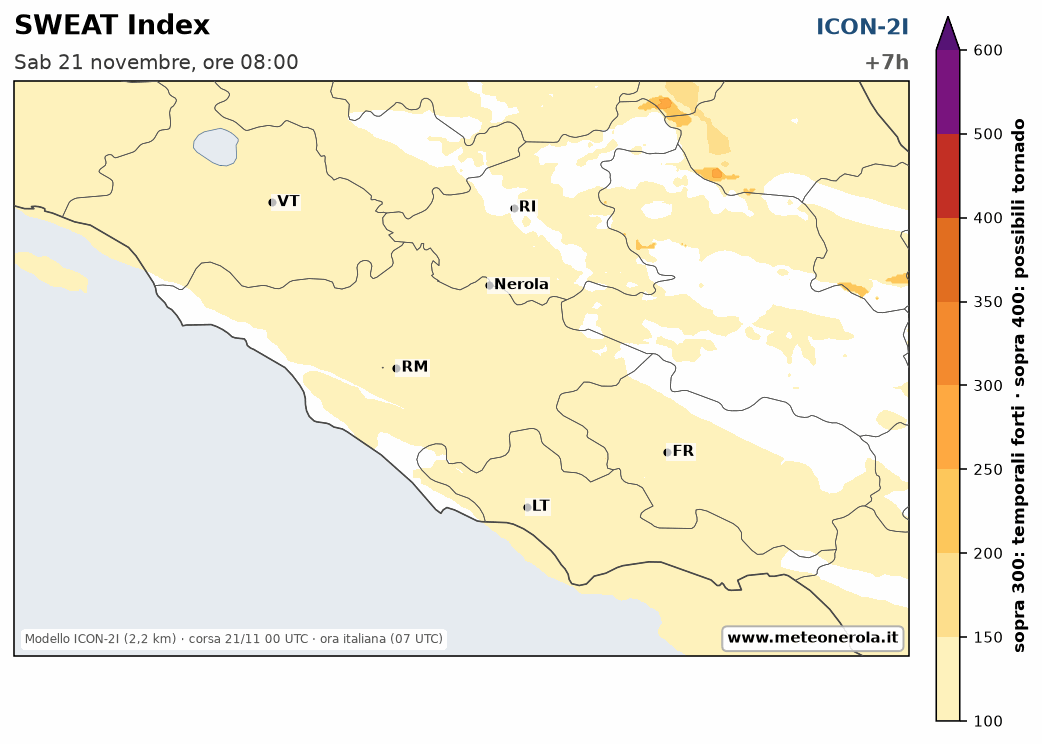 SWEAT Index
ICON-2I
Sab 21 novembre, ore 08:00
+7h
VT
RI
Nerola
RM
FR
LT
Modello ICON-2I (2,2 km) · corsa 21/11 00 UTC · ora italiana (07 UTC)
www.meteonerola.it
600
500
400
350
300
250
200
150
100
sopra 300: temporali forti · sopra 400: possibili tornado